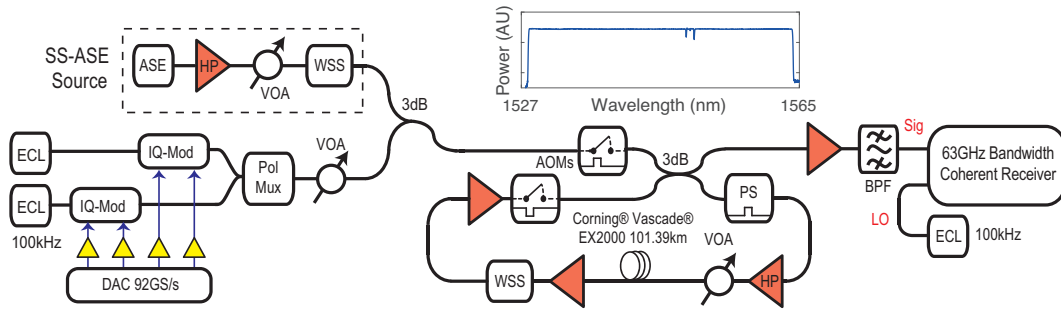 SS-ASE
Source
ASE
HP
VOA
WSS
3dB
Power (AU)
1527
Wavelength (nm)
1565
ECL
IQ-Mod
ECL
IQ-Mod
100kHz
Pol
Mux
VOA
DAC 92GS/s
AOMs
3dB
PS
Corning® Vascade®
EX2000 101.39km
VOA
WSS
HP
BPF
Sig
63GHz Bandwidth
Coherent Receiver
LO
ECL
100kHz